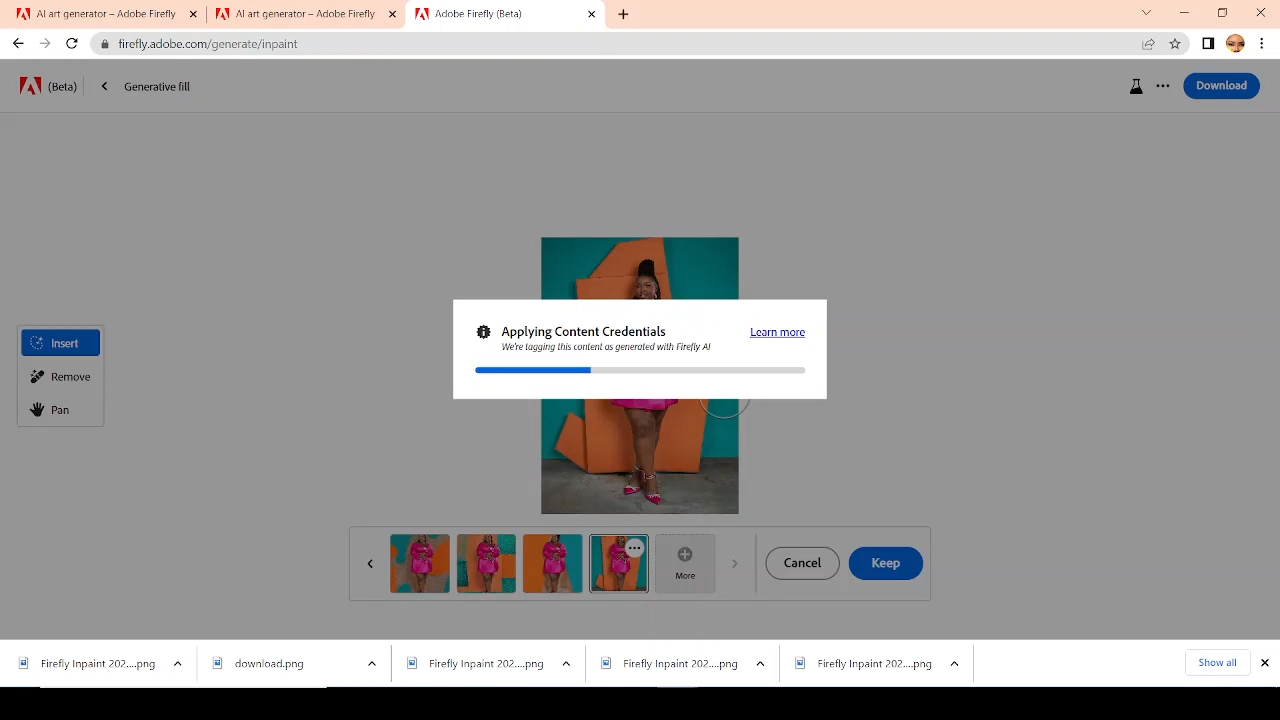 AI art generator – Adobe Firefly
AI art generator – Adobe Firefly
Adobe Firefly (Beta)
firefly.adobe.com/generate/inpaint
(Beta)
Generative fill
Download
Applying Content Credentials
Learn more
We're tagging this content as generated with Firefly AI
Insert
Remove
Pan
More
Cancel
Keep
Firefly Inpaint 202....png
download.png
Firefly Inpaint 202....png
Firefly Inpaint 202....png
Firefly Inpaint 202....png
Show all